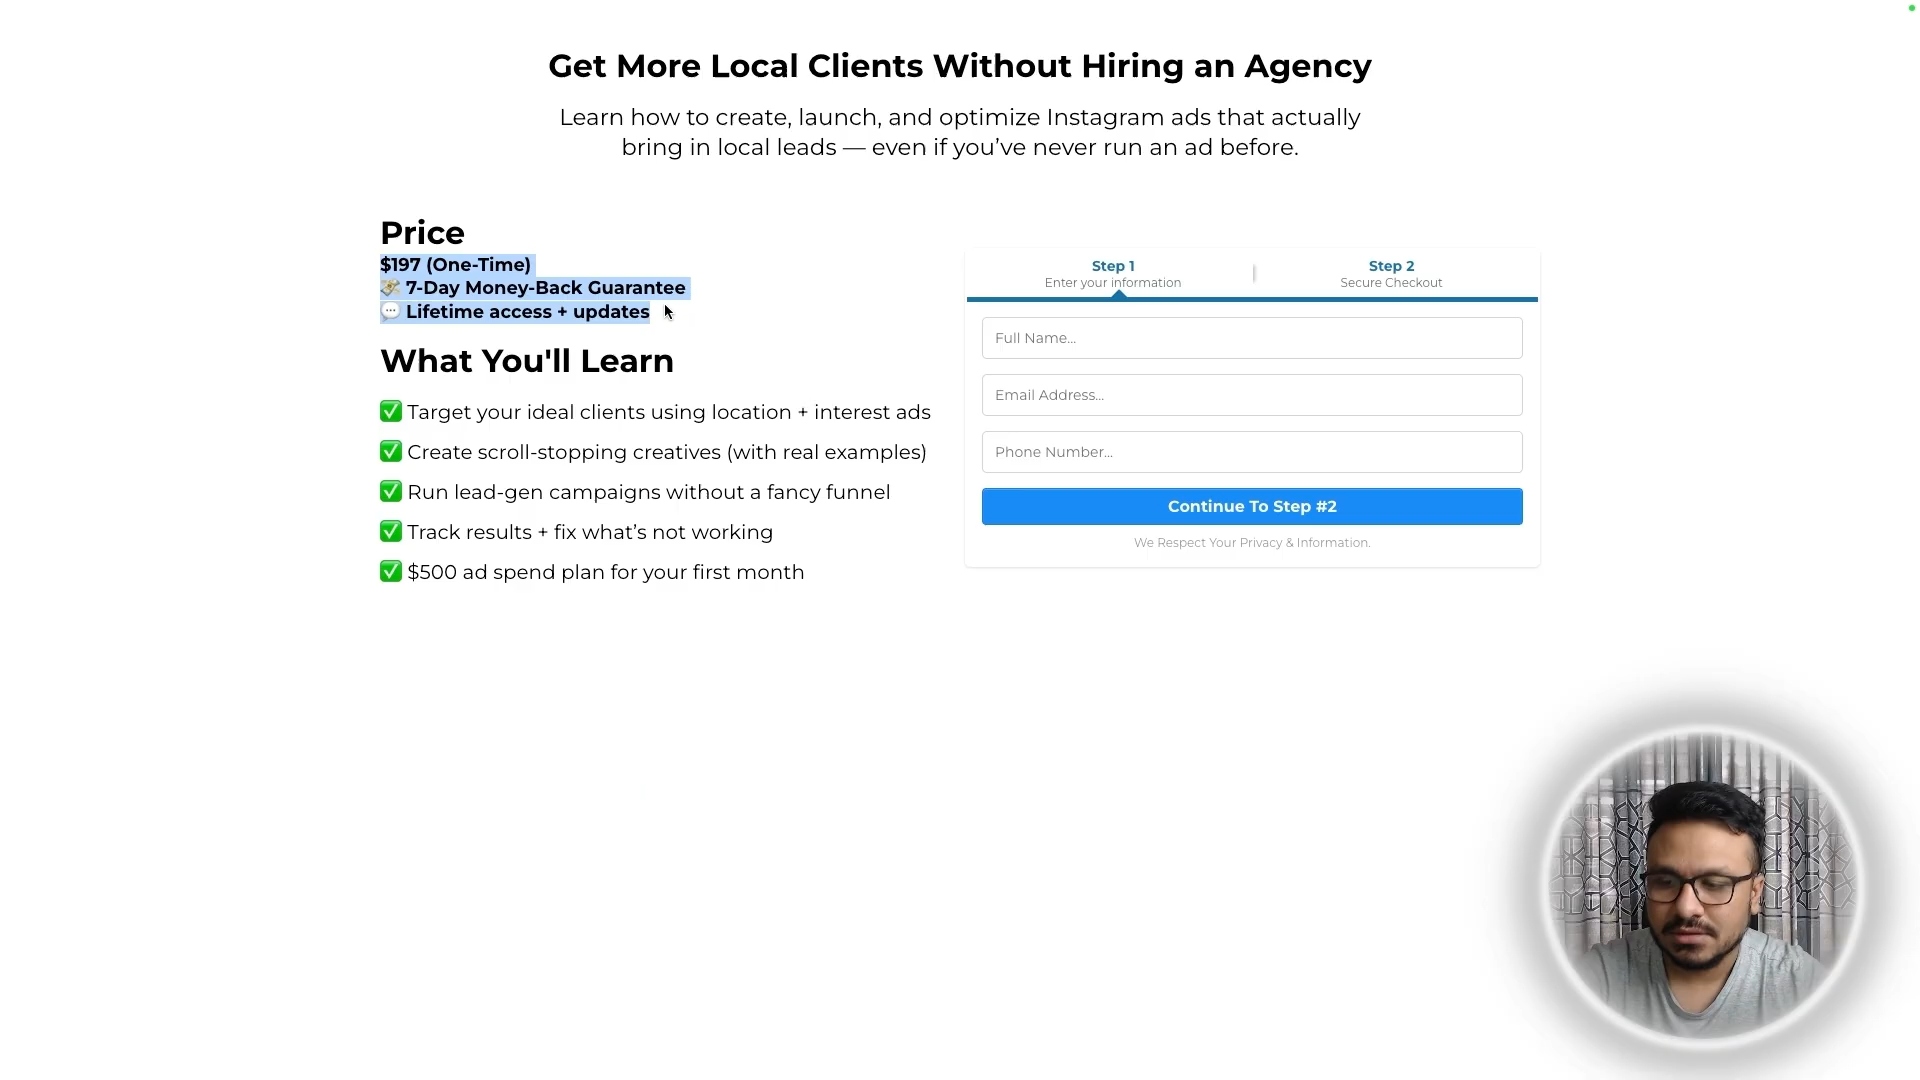 Get More Local Clients Without Hiring an Agency
Learn how to create, launch, and optimize Instagram ads that actually
bring in local leads — even if you’ve never run an ad before.
Price
$197 (One-Time)
💸 7-Day Money-Back Guarantee
💬 Lifetime access + updates
What You'll Learn
✅ Target your ideal clients using location + interest ads
✅ Create scroll-stopping creatives (with real examples)
✅ Run lead-gen campaigns without a fancy funnel
✅ Track results + fix what’s not working
✅ $500 ad spend plan for your first month
Step 1
Enter your information
Step 2
Secure Checkout
Full Name...
Email Address...
Phone Number...
Continue To Step #2
We Respect Your Privacy & Information.